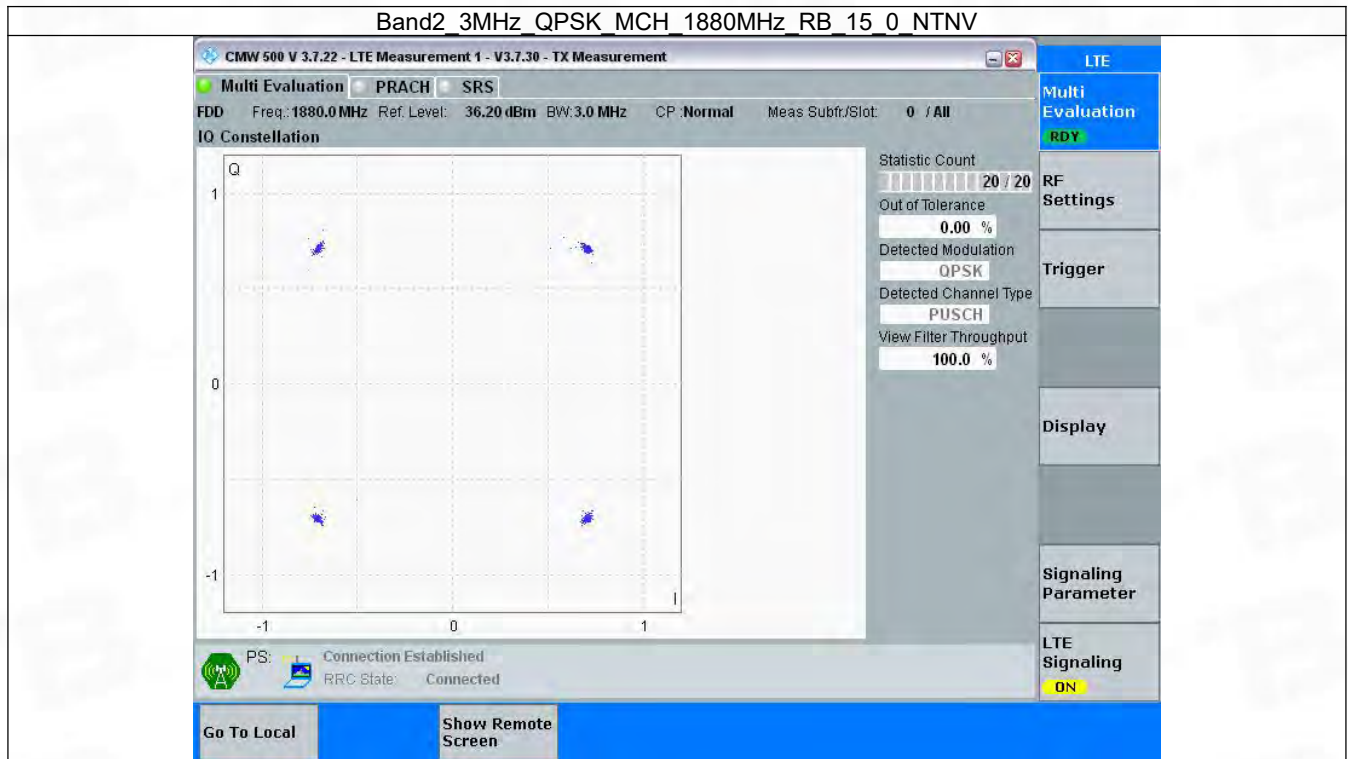 Band2_3MHz_QPSK_MCH_1880MHz_RB_15_0_NTNV
CMW 500 V 3.7.22 - LTE Measurement 1 - V3.7.30 - TX Measurement
LTE
Multi Evaluation PRACH SRS
FDD Freq.: 1880.0 MHz Ref. Level: 36.20 dBm BW: 3.0 MHz CP : Normal Meas Subfr./Slot: 0 / All
IQ Constellation
Q
1
0
-1
I
-1 0 1
Statistic Count
20 / 20
Out of Tolerance
0.00 %
Detected Modulation
QPSK
Detected Channel Type
PUSCH
View Filter Throughput
100.0 %
Multi
Evaluation
RDY
RF
Settings
Trigger
Display
Signaling
Parameter
LTE
Signaling
ON
PS: Connection Established
RRC State: Connected
Go To Local
Show Remote
Screen